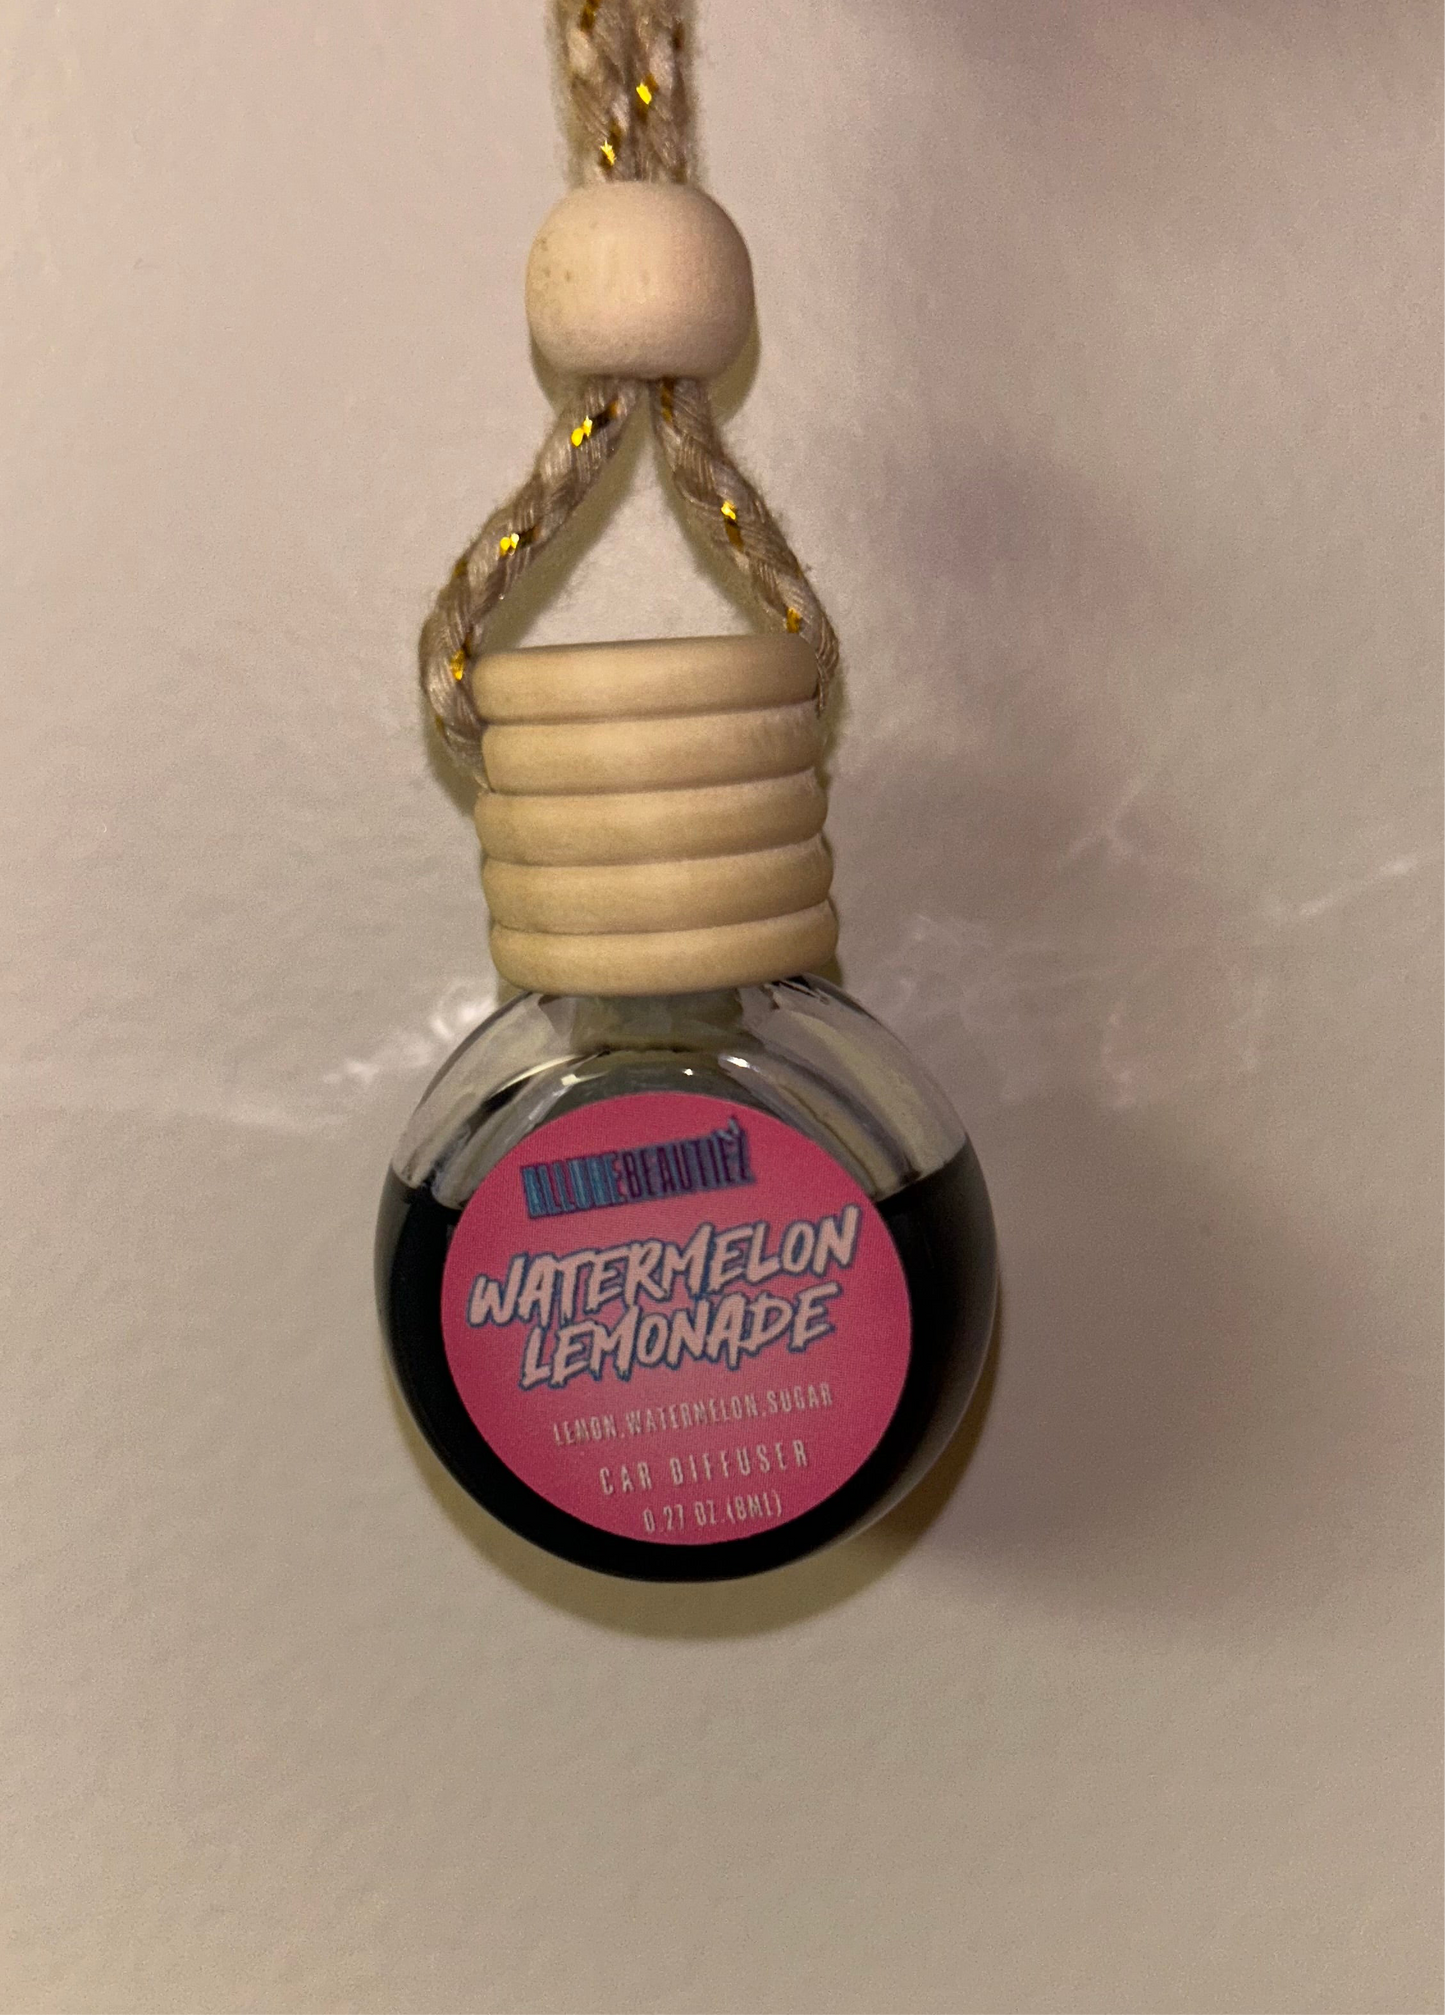 ALLUREBEAUTIEZ
WATERMELON
LEMONADE
LEMON.WATERMELON.SUGAR
CAR DIFFUSER
0.27 OZ.(8ML)